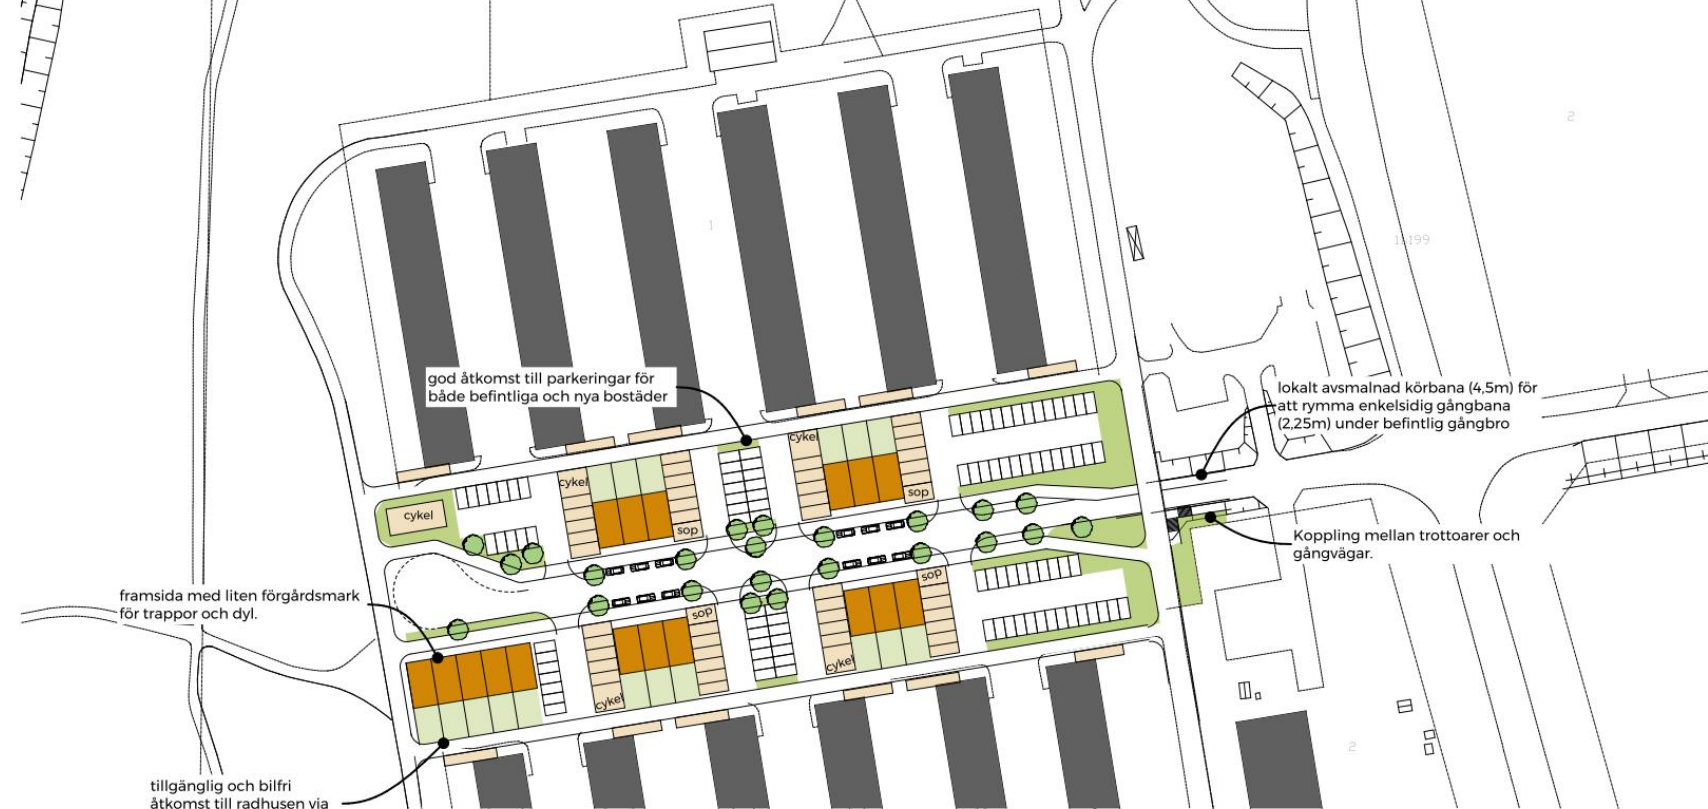 2
1
11199
god åtkomst till parkeringar för
både befintliga och nya bostäder
lokalt avsmalnad körbana (4,5m) för
att rymma enkelsidig gångbana
(2,25m) under befintlig gångbro
cykel
cykel
sop
cykel
sop
Koppling mellan trottoarer och
gångvägar.
framsida med liten förgårdsmark
för trappor och dyl.
sop
sop
cykel
cykel
2
tillgänglig och bilfri
åtkomst till radhusen via